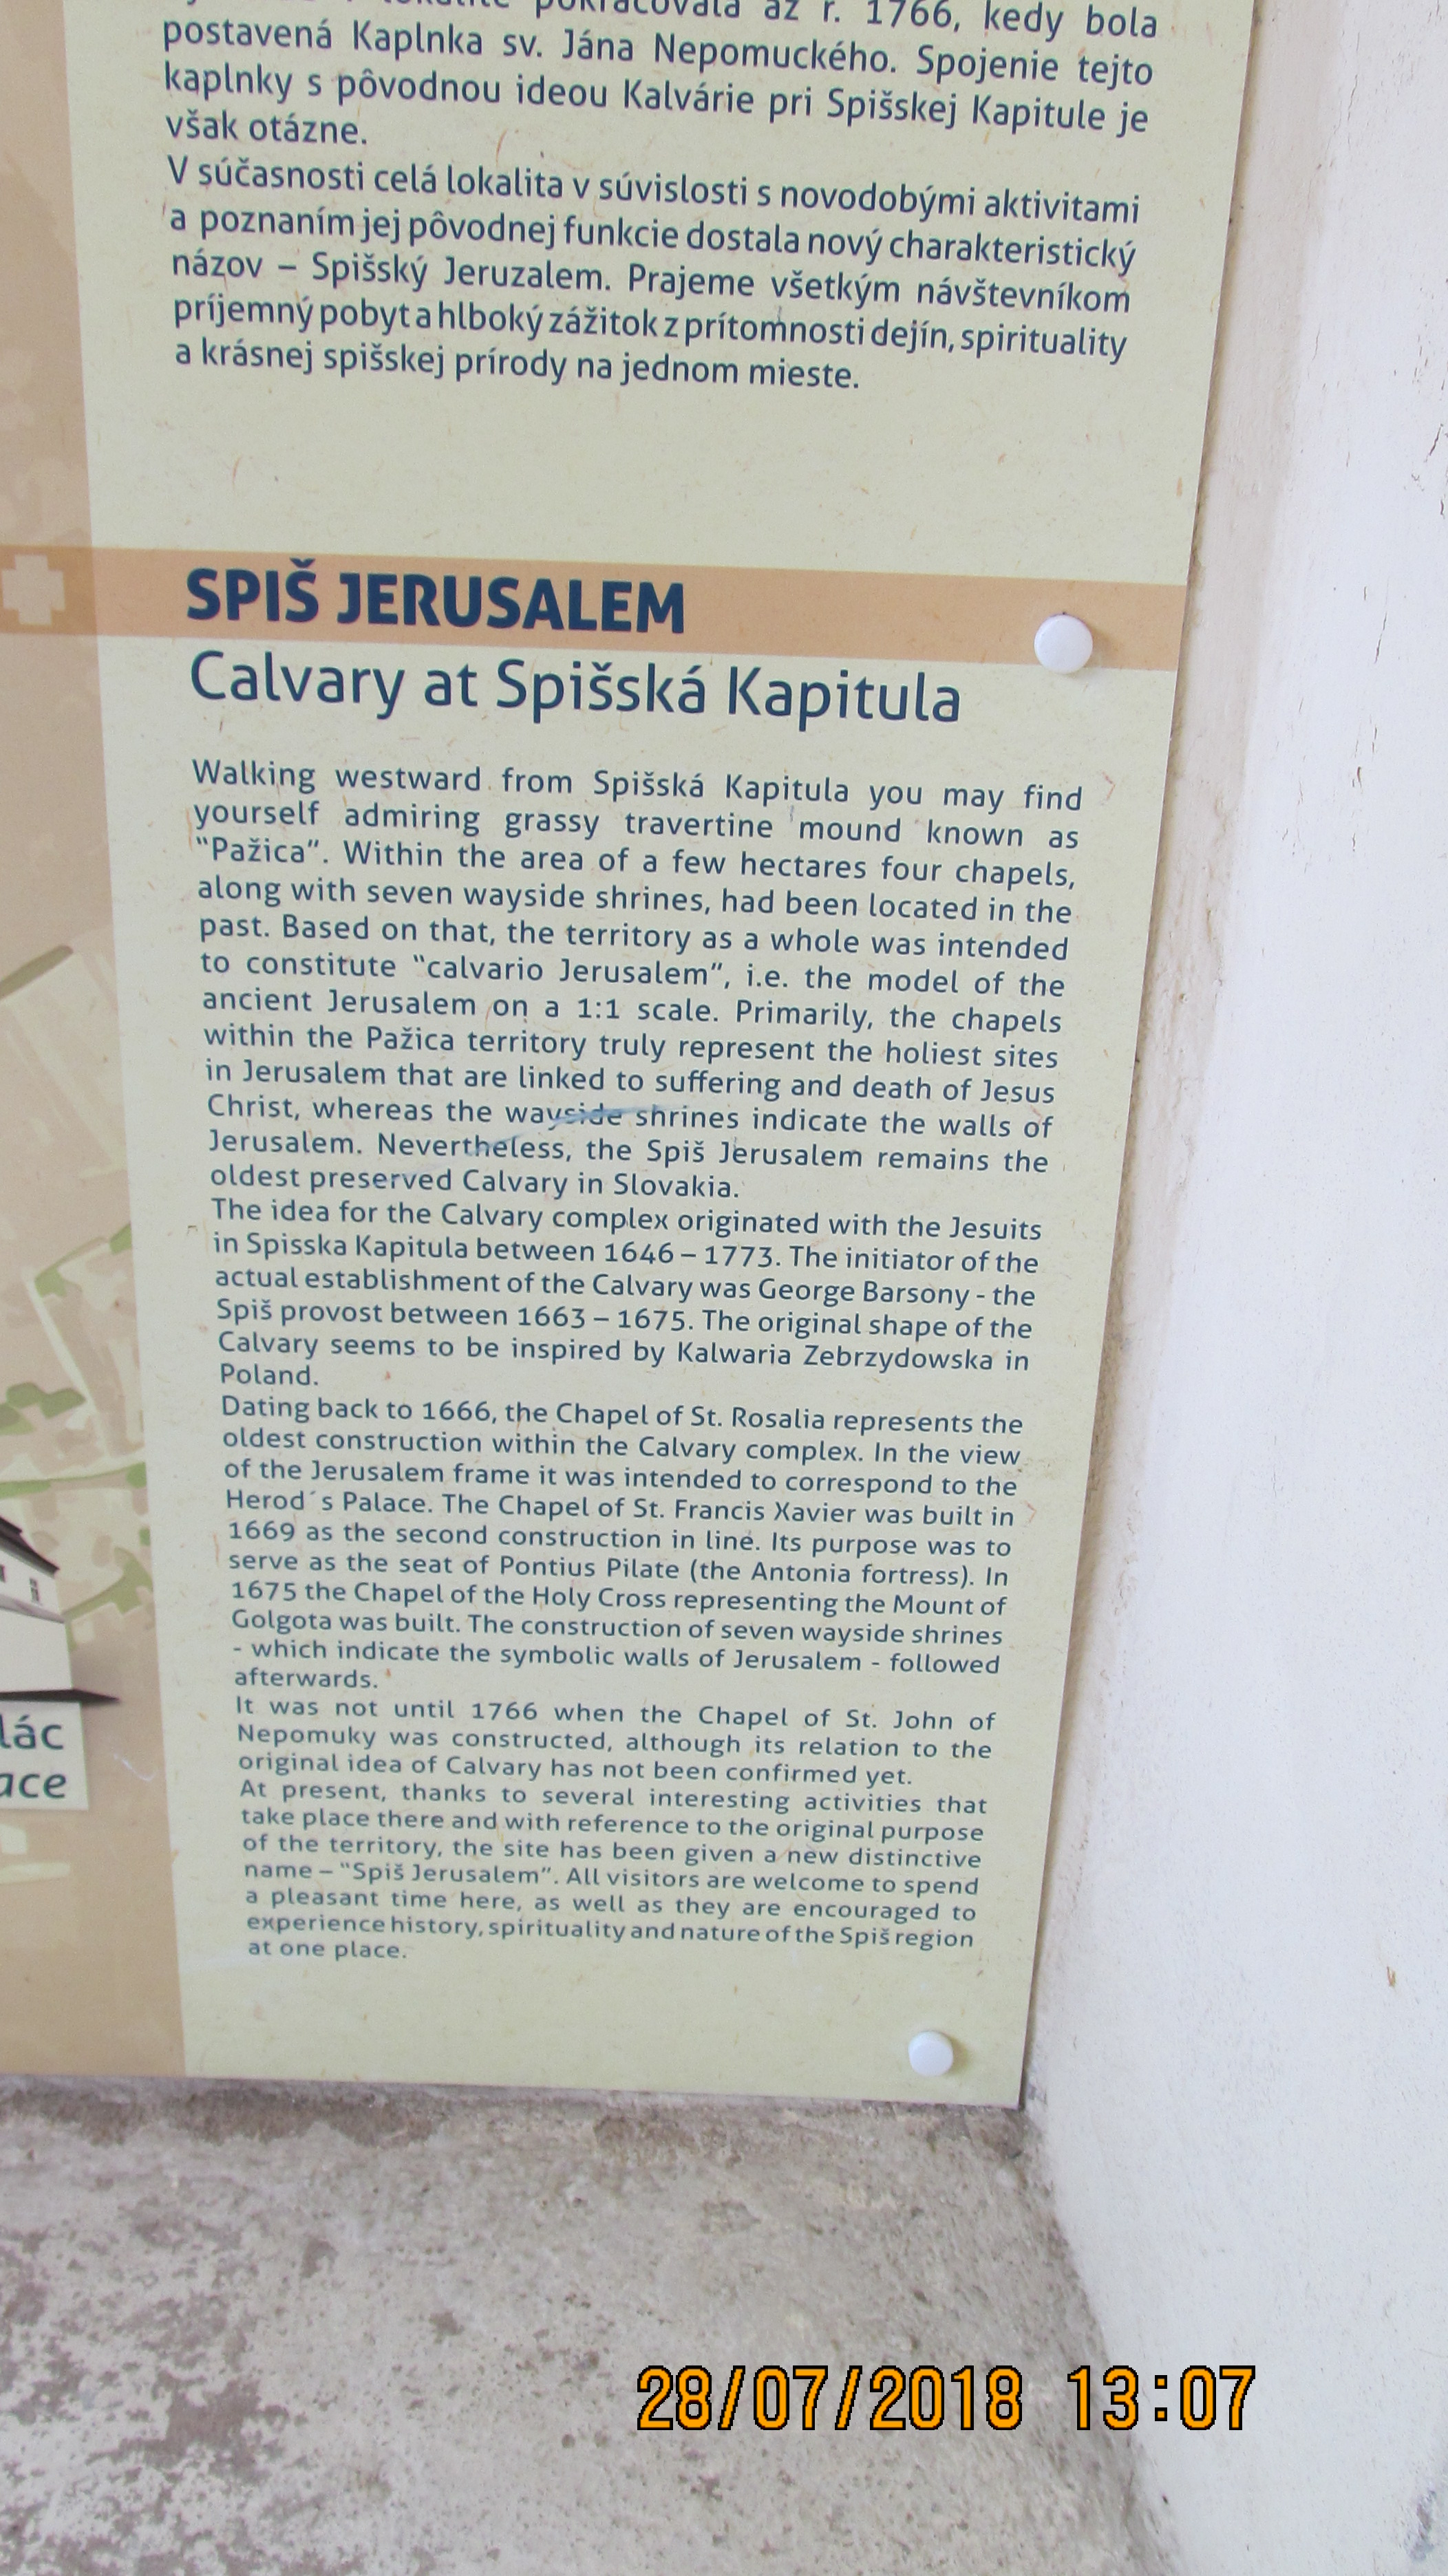 pokračovala až r. 1766, kedy bola
postavená Kaplnka sv. Jána Nepomuckého. Spojenie tejto
kaplnky s pôvodnou ideou Kalvárie pri Spišskej Kapitule je
však otázne.
V súčasnosti celá lokalita v súvislosti s novodobými aktivitami
a poznaním jej pôvodnej funkcie dostala nový charakteristický
názov – Spišský Jeruzalem. Prajeme všetkým návštevníkom
príjemný pobyt a hlboký zážitok z prítomnosti dejín, spirituality
a krásnej spišskej prírody na jednom mieste.
SPIŠ JERUSALEM
Calvary at Spišská Kapitula
Walking westward from Spišská Kapitula you may find
yourself admiring grassy travertine mound known as
“Pažica”. Within the area of a few hectares four chapels,
along with seven wayside shrines, had been located in the
past. Based on that, the territory as a whole was intended
to constitute “calvario Jerusalem”, i.e. the model of the
ancient Jerusalem on a 1:1 scale. Primarily, the chapels
within the Pažica territory truly represent the holiest sites
in Jerusalem that are linked to suffering and death of Jesus
Christ, whereas the wayside shrines indicate the walls of
Jerusalem. Nevertheless, the Spiš Jerusalem remains the
oldest preserved Calvary in Slovakia.
The idea for the Calvary complex originated with the Jesuits
in Spisska Kapitula between 1646 – 1773. The initiator of the
actual establishment of the Calvary was George Barsony - the
Spiš provost between 1663 – 1675. The original shape of the
Calvary seems to be inspired by Kalwaria Zebrzydowska in
Poland.
Dating back to 1666, the Chapel of St. Rosalia represents the
oldest construction within the Calvary complex. In the view
of the Jerusalem frame it was intended to correspond to the
Herod´s Palace. The Chapel of St. Francis Xavier was built in
1669 as the second construction in line. Its purpose was to
serve as the seat of Pontius Pilate (the Antonia fortress). In
1675 the Chapel of the Holy Cross representing the Mount of
Golgota was built. The construction of seven wayside shrines
- which indicate the symbolic walls of Jerusalem - followed
afterwards.
It was not until 1766 when the Chapel of St. John of
Nepomuky was constructed, although its relation to the
original idea of Calvary has not been confirmed yet.
At present, thanks to several interesting activities that
take place there and with reference to the original purpose
of the territory, the site has been given a new distinctive
name – “Spiš Jerusalem”. All visitors are welcome to spend
a pleasant time here, as well as they are encouraged to
experience history, spirituality and nature of the Spiš region
at one place.
lác
ace
28/07/2018 13:07